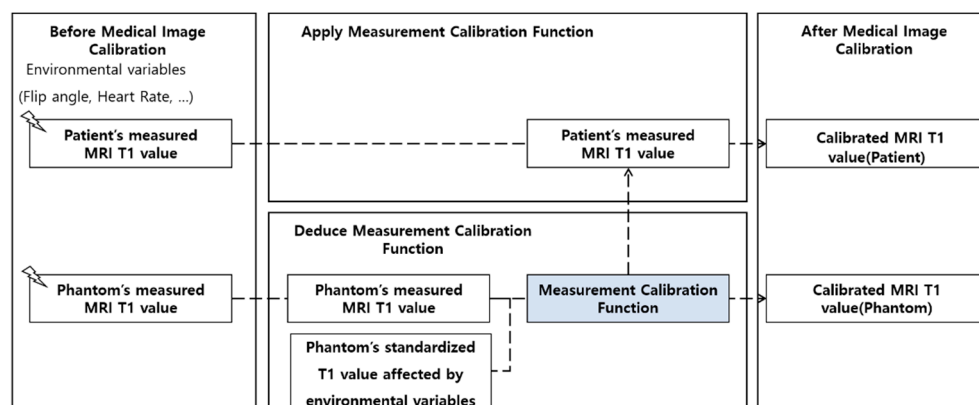 Before Medical Image
Calibration
Environmental variables
(Flip angle, Heart Rate, ...)
Patient's measured
MRI T1 value
Phantom's measured
MRI T1 value
Apply Measurement Calibration Function
Patient's measured
MRI T1 value
Deduce Measurement Calibration
Function
Phantom's measured
MRI T1 value
Phantom's standardized
T1 value affected by
environmental variables
Measurement Calibration
Function
After Medical Image
Calibration
Calibrated MRI T1
value(Patient)
Calibrated MRI T1
value(Phantom)